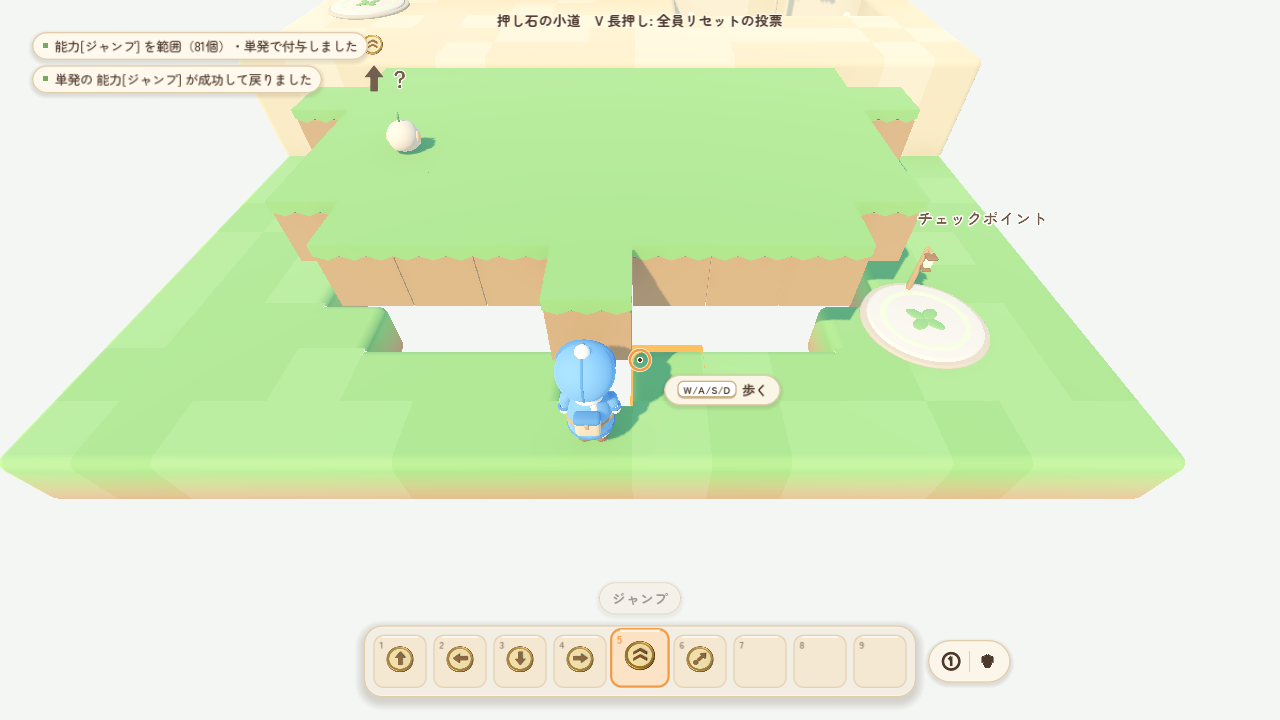 押し石の小道　V 長押し: 全員リセットの投票
能力[ジャンプ] を範囲（81個）・単発で付与しました
単発の 能力[ジャンプ] が成功して戻りました
?
チェックポイント
W/A/S/D 歩く
ジャンプ
1 2 3 4 5 6 7 8 9
1